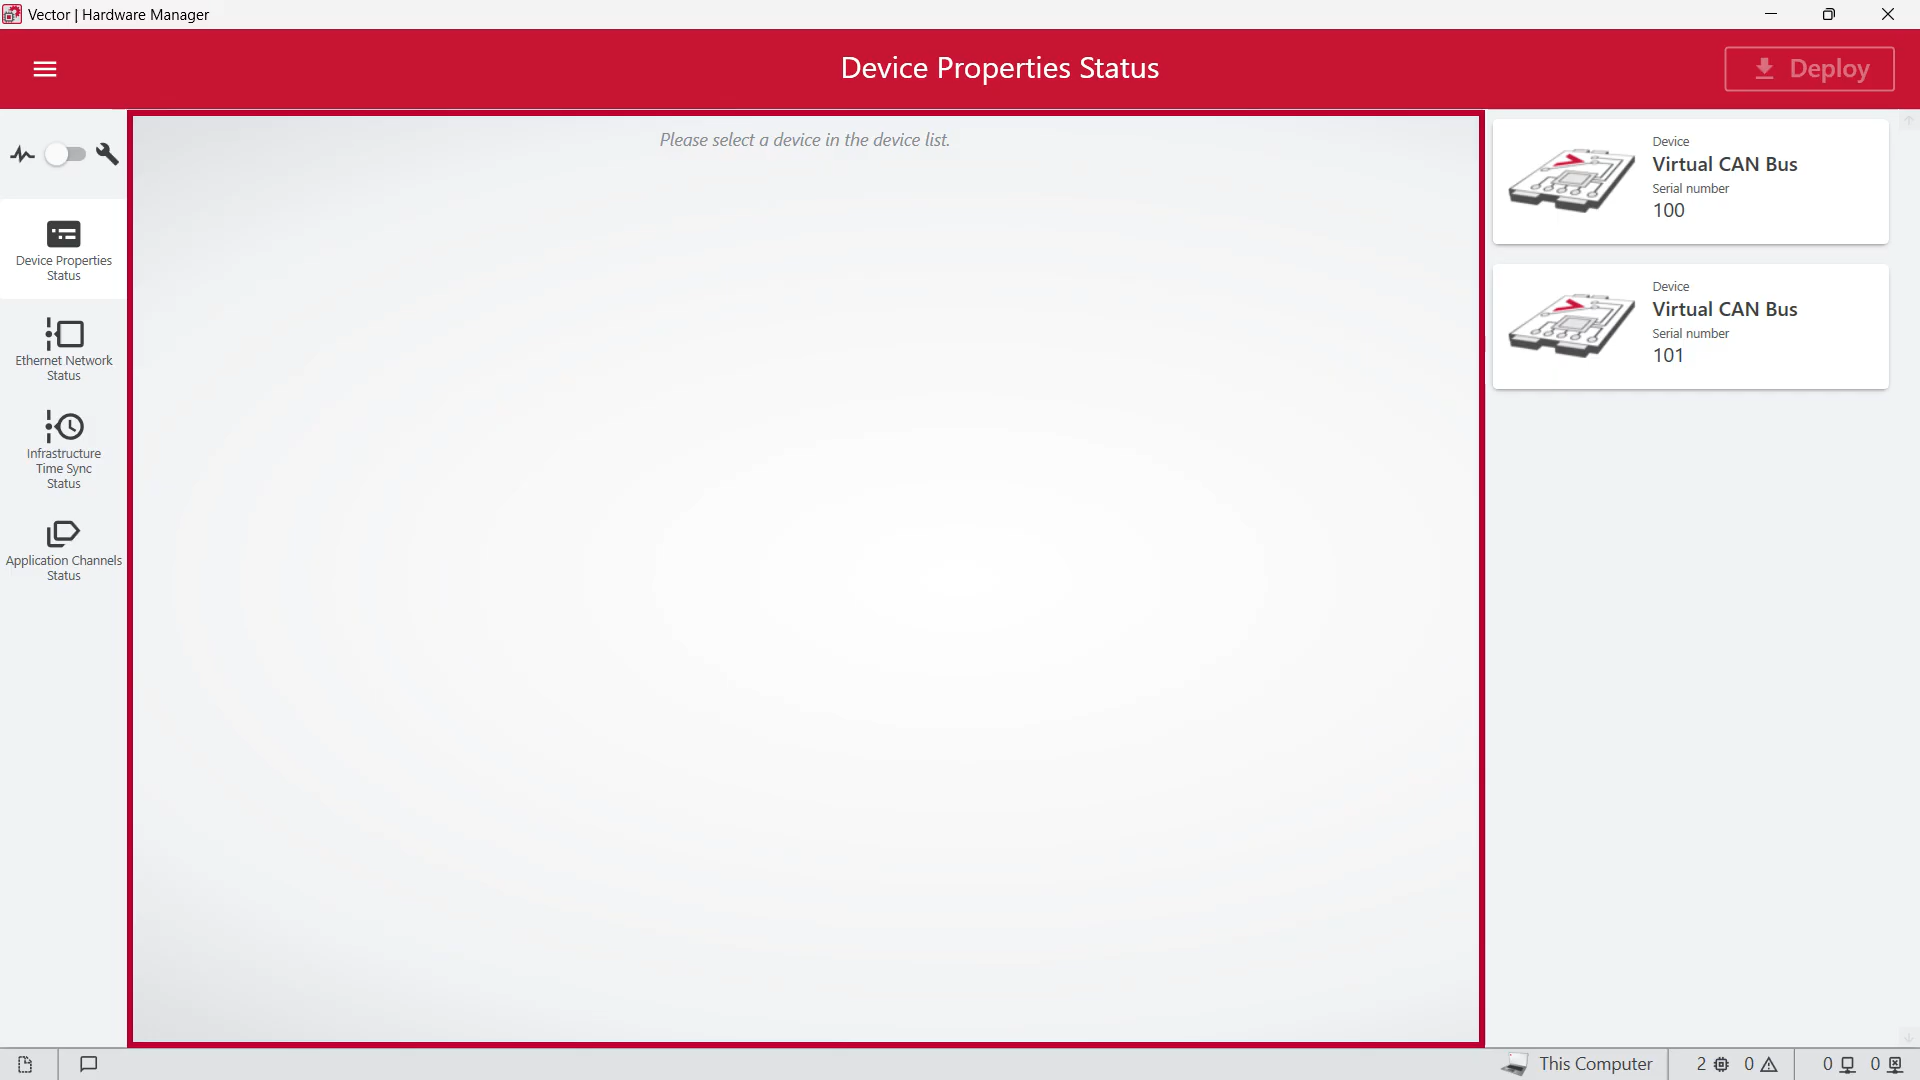 Vector | Hardware Manager
Device Properties Status
Deploy
Please select a device in the device list.
Device Properties
Status
Ethernet Network
Status
Infrastructure
Time Sync
Status
Application Channels
Status
Device
Virtual CAN Bus
Serial number
100
Device
Virtual CAN Bus
Serial number
101
This Computer
2
0
0
0